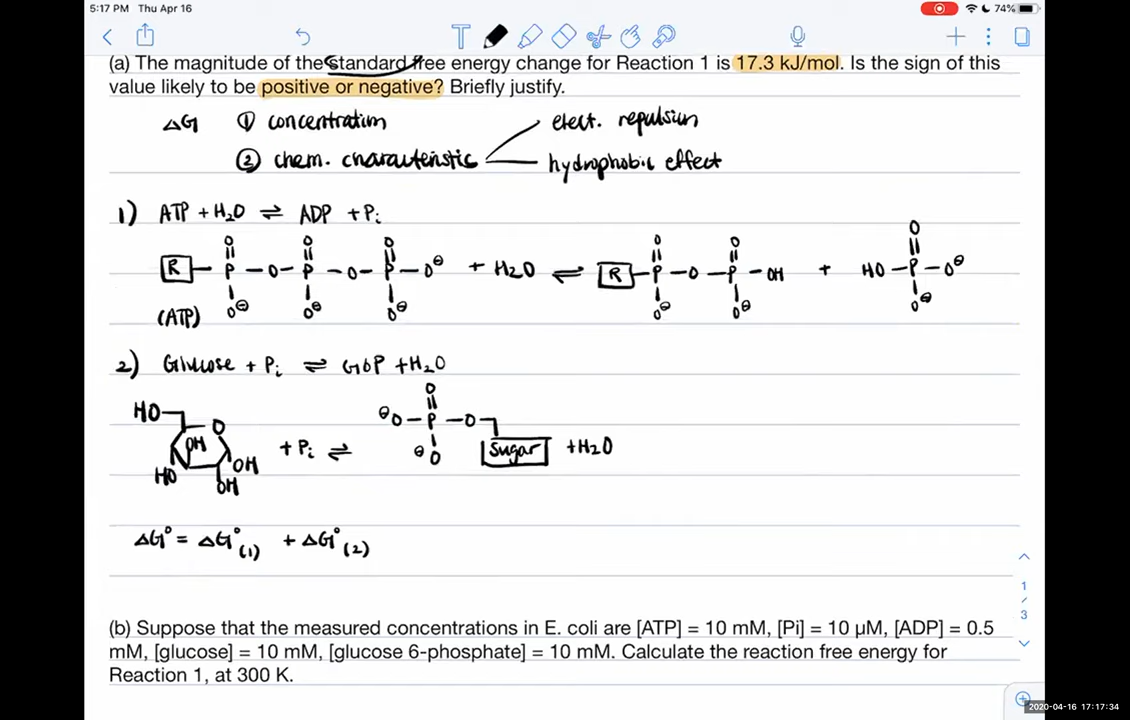 5:17 PM Thu Apr 16
74%
(a) The magnitude of the standard free energy change for Reaction 1 is 17.3 kJ/mol. Is the sign of this
value likely to be positive or negative? Briefly justify.
ΔG ① concentration elect. repulsion
② chem. characteristic hydrophobic effect
1) ATP + H2O ⇌ ADP + Pi
R-P-O-P-O-P-O⊖ + H2O ⇌ R-P-O-P-OH + HO-P-O⊖
O O O O O O
O⊖ O⊖ O⊖ O⊖ O⊖ O⊖
(ATP)
2) Glucose + Pi ⇌ G6P + H2O
HO O OH HO OH OH + Pi ⇌ ⊖O-P-O O ⊖O Sugar + H2O
ΔG° = ΔG°(1) + ΔG°(2)
(b) Suppose that the measured concentrations in E. coli are [ATP] = 10 mM, [Pi] = 10 µM, [ADP] = 0.5
mM, [glucose] = 10 mM, [glucose 6-phosphate] = 10 mM. Calculate the reaction free energy for
Reaction 1, at 300 K.
1
/
3
2020-04-16 17:17:34